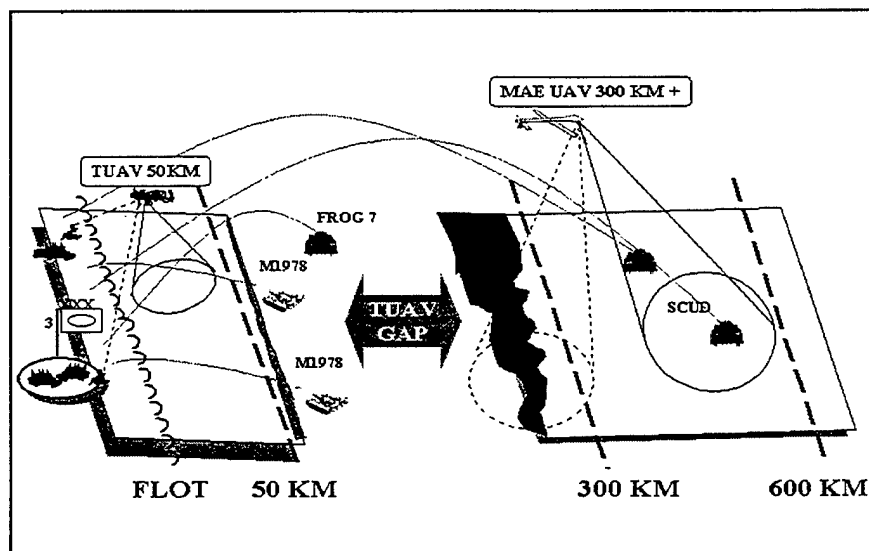 MAE UAV 300 KM +
TUAV 50KM
FROG 7
M1978
SCUD
TUAV
GAP
3
XXX
M1978
FLOT
50 KM
300 KM
600 KM